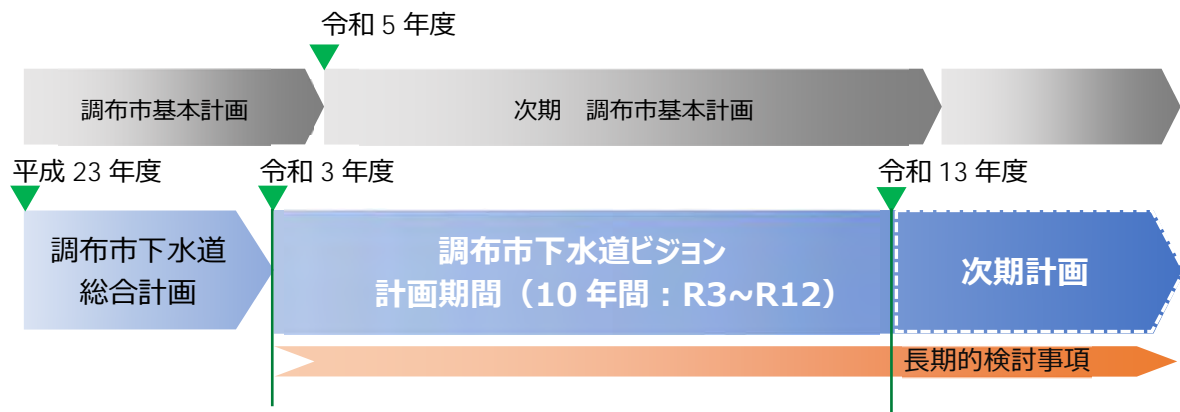 令和 5 年度
調布市基本計画
次期　調布市基本計画
平成 23 年度
令和 3 年度
令和 13 年度
調布市下水道
総合計画
調布市下水道ビジョン
計画期間（10 年間：R3~R12）
次期計画
長期的検討事項